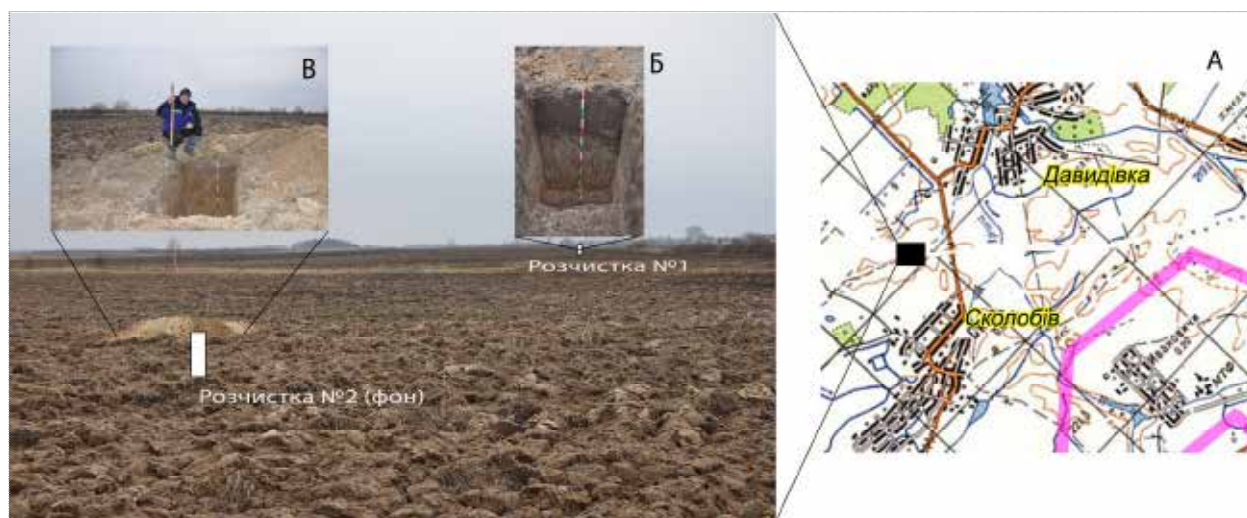 В
Б
А
Розчистка №1
Розчистка №2 (фон)
Давидівка
Сколобів